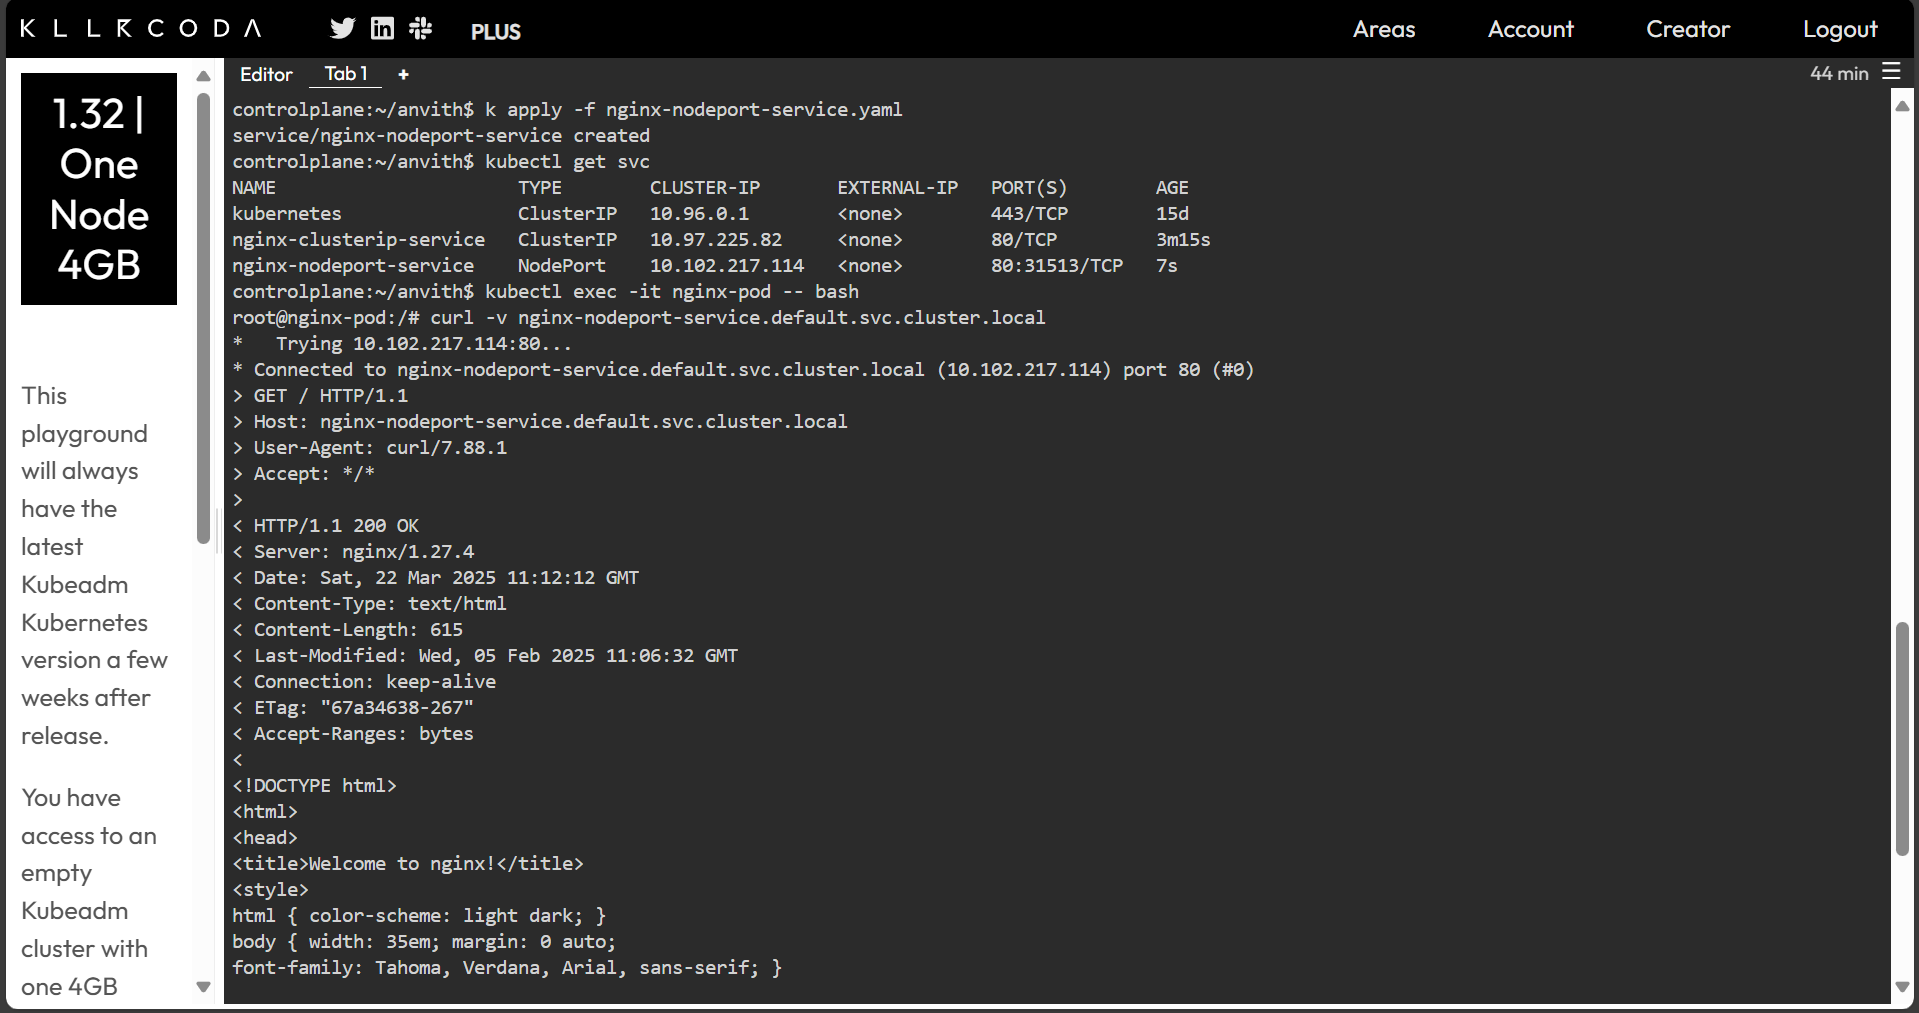 KLLRCODA PLUS Areas Account Creator Logout
1.32 |
One
Node
4GB
This
playground
will always
have the
latest
Kubeadm
Kubernetes
version a few
weeks after
release.
You have
access to an
empty
Kubeadm
cluster with
one 4GB
Editor Tab 1 + 44 min
controlplane:~/anvith$ k apply -f nginx-nodeport-service.yaml
service/nginx-nodeport-service created
controlplane:~/anvith$ kubectl get svc
NAME TYPE CLUSTER-IP EXTERNAL-IP PORT(S) AGE
kubernetes ClusterIP 10.96.0.1 <none> 443/TCP 15d
nginx-clusterip-service ClusterIP 10.97.225.82 <none> 80/TCP 3m15s
nginx-nodeport-service NodePort 10.102.217.114 <none> 80:31513/TCP 7s
controlplane:~/anvith$ kubectl exec -it nginx-pod -- bash
root@nginx-pod:/# curl -v nginx-nodeport-service.default.svc.cluster.local
* Trying 10.102.217.114:80...
* Connected to nginx-nodeport-service.default.svc.cluster.local (10.102.217.114) port 80 (#0)
> GET / HTTP/1.1
> Host: nginx-nodeport-service.default.svc.cluster.local
> User-Agent: curl/7.88.1
> Accept: */*
>
< HTTP/1.1 200 OK
< Server: nginx/1.27.4
< Date: Sat, 22 Mar 2025 11:12:12 GMT
< Content-Type: text/html
< Content-Length: 615
< Last-Modified: Wed, 05 Feb 2025 11:06:32 GMT
< Connection: keep-alive
< ETag: "67a34638-267"
< Accept-Ranges: bytes
<
<!DOCTYPE html>
<html>
<head>
<title>Welcome to nginx!</title>
<style>
html { color-scheme: light dark; }
body { width: 35em; margin: 0 auto;
font-family: Tahoma, Verdana, Arial, sans-serif; }